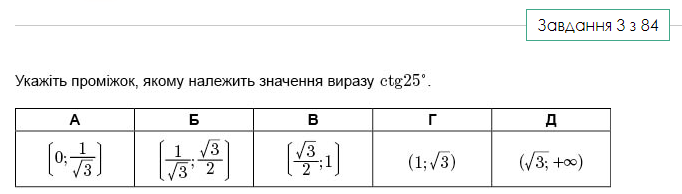 Завдання 3 з 84
Укажіть проміжок, якому належить значення виразу ctg25°.
А Б В Г Д
(0; 1/√3) (1/√3; √3/2) (√3/2; 1) (1; √3) (√3; +∞)